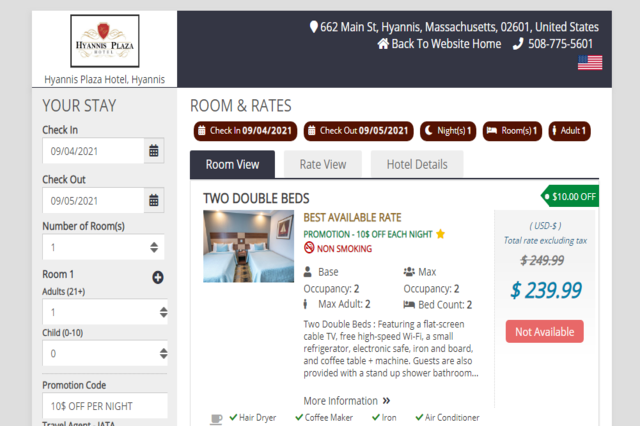 662 Main St, Hyannis, Massachusetts, 02601, United States
Back To Website Home 508-775-5601
HYANNIS PLAZA
HOTEL
Hyannis Plaza Hotel, Hyannis
YOUR STAY
Check In
09/04/2021
Check Out
09/05/2021
Number of Room(s)
1
Room 1
Adults (21+)
1
Child (0-10)
0
Promotion Code
10$ OFF PER NIGHT
Travel Agent - IATA
ROOM & RATES
Check In 09/04/2021 Check Out 09/05/2021 Night(s) 1 Room(s) 1 Adult 1
Room View Rate View Hotel Details
TWO DOUBLE BEDS
$10.00 OFF
BEST AVAILABLE RATE
PROMOTION - 10$ OFF EACH NIGHT
NON SMOKING
Base Max
Occupancy: 2 Occupancy: 2
Max Adult: 2 Bed Count: 2
Two Double Beds : Featuring a flat-screen
cable TV, free high-speed Wi-Fi, a small
refrigerator, electronic safe, iron and board,
and coffee table + machine. Guests are also
provided with a stand up shower bathroom...
More Information »
Hair Dryer Coffee Maker Iron Air Conditioner
( USD-$ )
Total rate excluding tax
$ 249.99
$ 239.99
Not Available